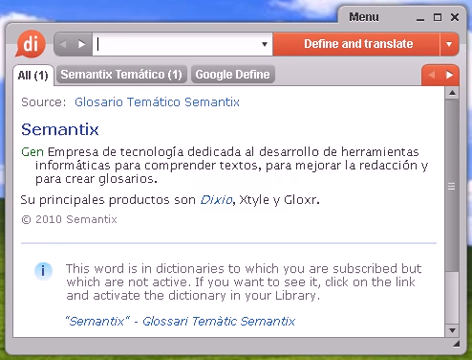 Menu
di
Define and translate
All (1)
Semantix Temático (1)
Google Define
Source: Glosario Temático Semantix
Semantix
Gen Empresa de tecnología dedicada al desarrollo de herramientas
informáticas para comprender textos, para mejorar la redacción y
para crear glosarios.
Su principales productos son Dixio, Xtyle y Gloxr.
© 2010 Semantix
i
This word is in dictionaries to which you are subscribed but
which are not active. If you want to see it, click on the link
and activate the dictionary in your Library.
"Semantix" - Glossari Temàtic Semantix